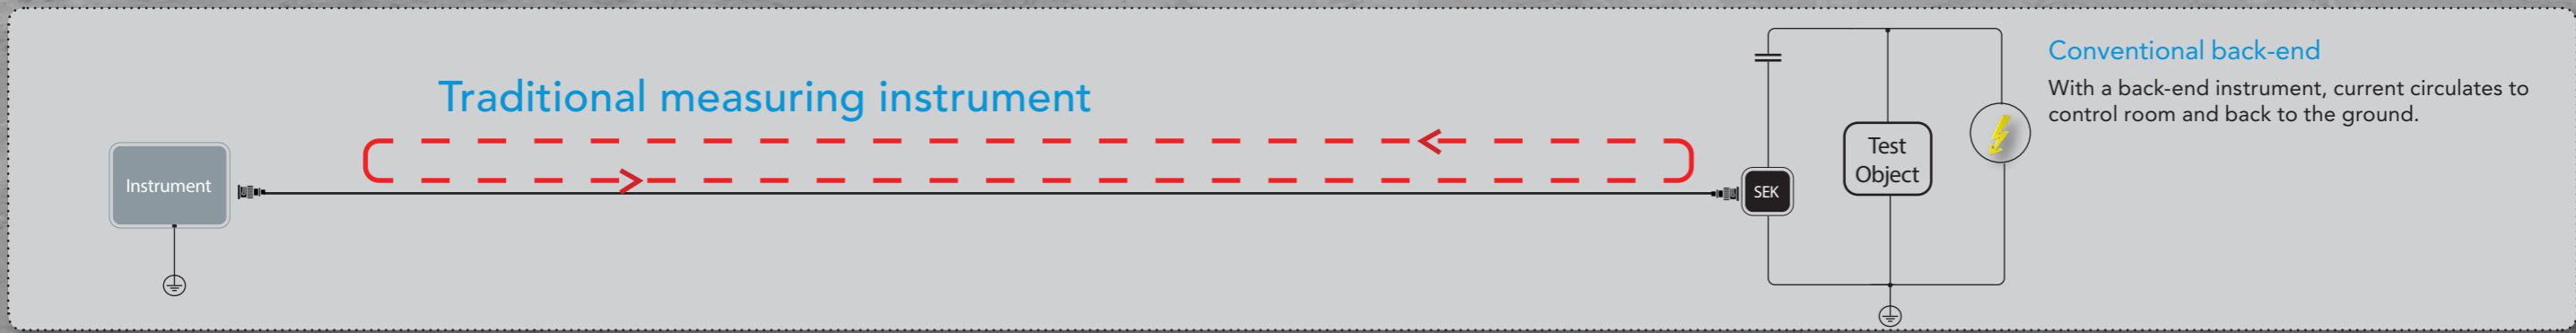 Traditional measuring instrument
Instrument
SEK
Test
Object
Conventional back-end
With a back-end instrument, current circulates to
control room and back to the ground.